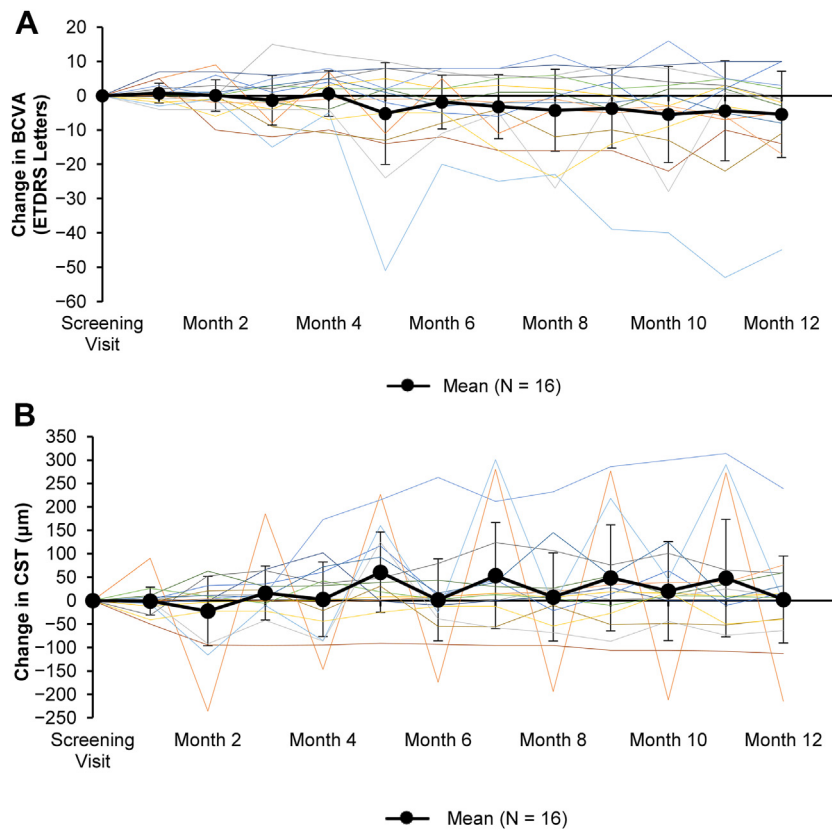 A
Change in BCVA
(ETDRS Letters)
20
10
0
−10
−20
−30
−40
−50
−60
Screening
Visit
Month 2
Month 4
Month 6
Month 8
Month 10
Month 12
Mean (N = 16)
B
Change in CST (µm)
350
300
250
200
150
100
50
0
−50
−100
−150
−200
−250
Screening
Visit
Month 2
Month 4
Month 6
Month 8
Month 10
Month 12
Mean (N = 16)